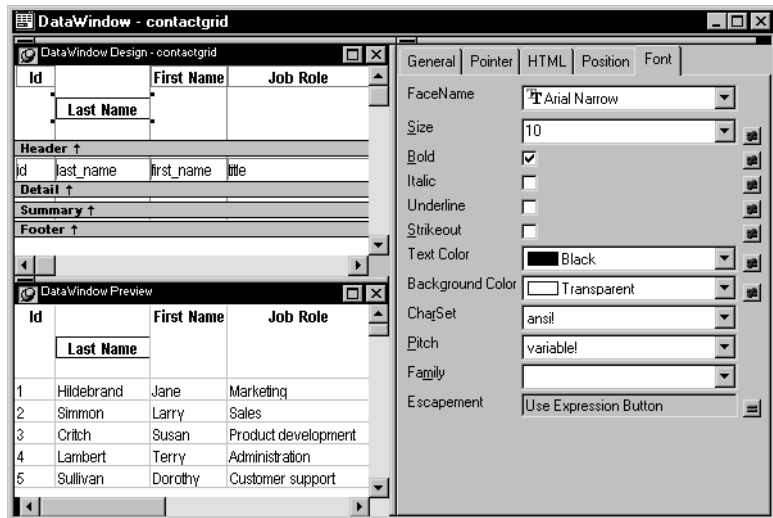 DataWindow - contactgrid
DataWindow Design - contactgrid
Id First Name Job Role
Last Name
Header ↑
id last_name first_name title
Detail ↑
Summary ↑
Footer ↑
DataWindow Preview
Id First Name Job Role
Last Name
1 Hildebrand Jane Marketing
2 Simmon Larry Sales
3 Critch Susan Product development
4 Lambert Terry Administration
5 Sullivan Dorothy Customer support
General Pointer HTML Position Font
FaceName Arial Narrow
Size 10
Bold
Italic
Underline
Strikeout
Text Color Black
Background Color Transparent
CharSet ansi!
Pitch variable!
Family
Escapement Use Expression Button